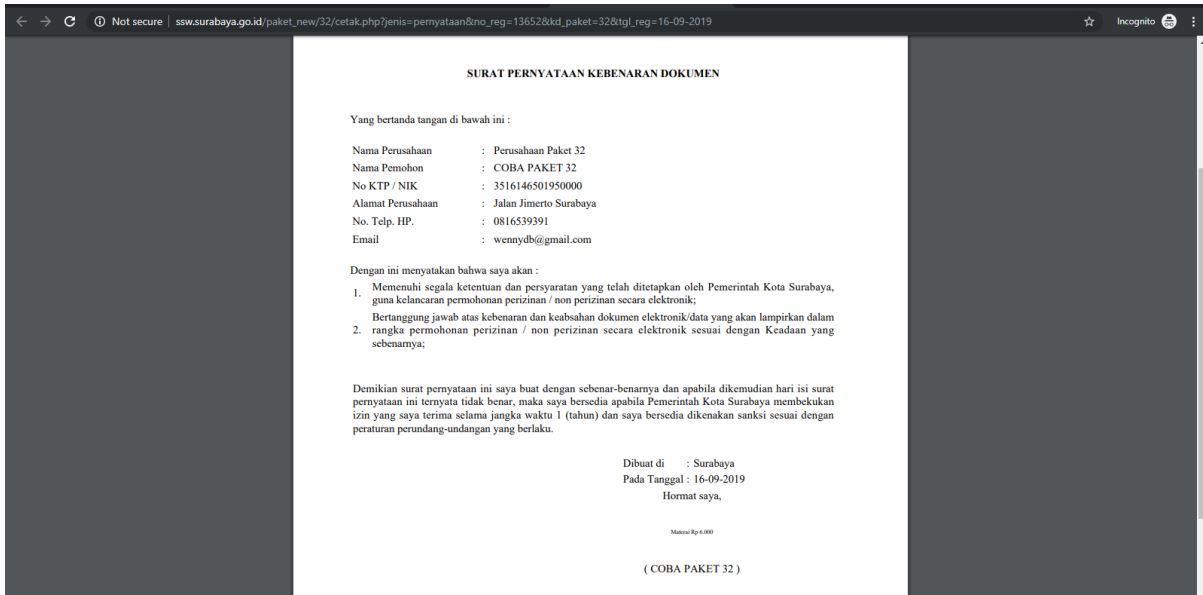 Not secure | ssw.surabaya.go.id/paket_new/32/cetak.php?jenis=pernyataan&no_reg=13652&kd_paket=32&tgl_reg=16-09-2019
Incognito
SURAT PERNYATAAN KEBENARAN DOKUMEN
Yang bertanda tangan di bawah ini :
Nama Perusahaan : Perusahaan Paket 32
Nama Pemohon : COBA PAKET 32
No KTP / NIK : 3516146501950000
Alamat Perusahaan : Jalan Jimerto Surabaya
No. Telp. HP. : 0816539391
Email : wennydb@gmail.com
Dengan ini menyatakan bahwa saya akan :
1. Memenuhi segala ketentuan dan persyaratan yang telah ditetapkan oleh Pemerintah Kota Surabaya,
guna kelancaran permohonan perizinan / non perizinan secara elektronik;
Bertanggung jawab atas kebenaran dan keabsahan dokumen elektronik/data yang akan lampirkan dalam
2. rangka permohonan perizinan / non perizinan secara elektronik sesuai dengan Keadaan yang
sebenarnya;
Demikian surat pernyataan ini saya buat dengan sebenar-benarnya dan apabila dikemudian hari isi surat
pernyataan ini ternyata tidak benar, maka saya bersedia apabila Pemerintah Kota Surabaya membekukan
izin yang saya terima selama jangka waktu 1 (tahun) dan saya bersedia dikenakan sanksi sesuai dengan
peraturan perundang-undangan yang berlaku.
Dibuat di : Surabaya
Pada Tanggal : 16-09-2019
Hormat saya,
Materai Rp 6.000
( COBA PAKET 32 )